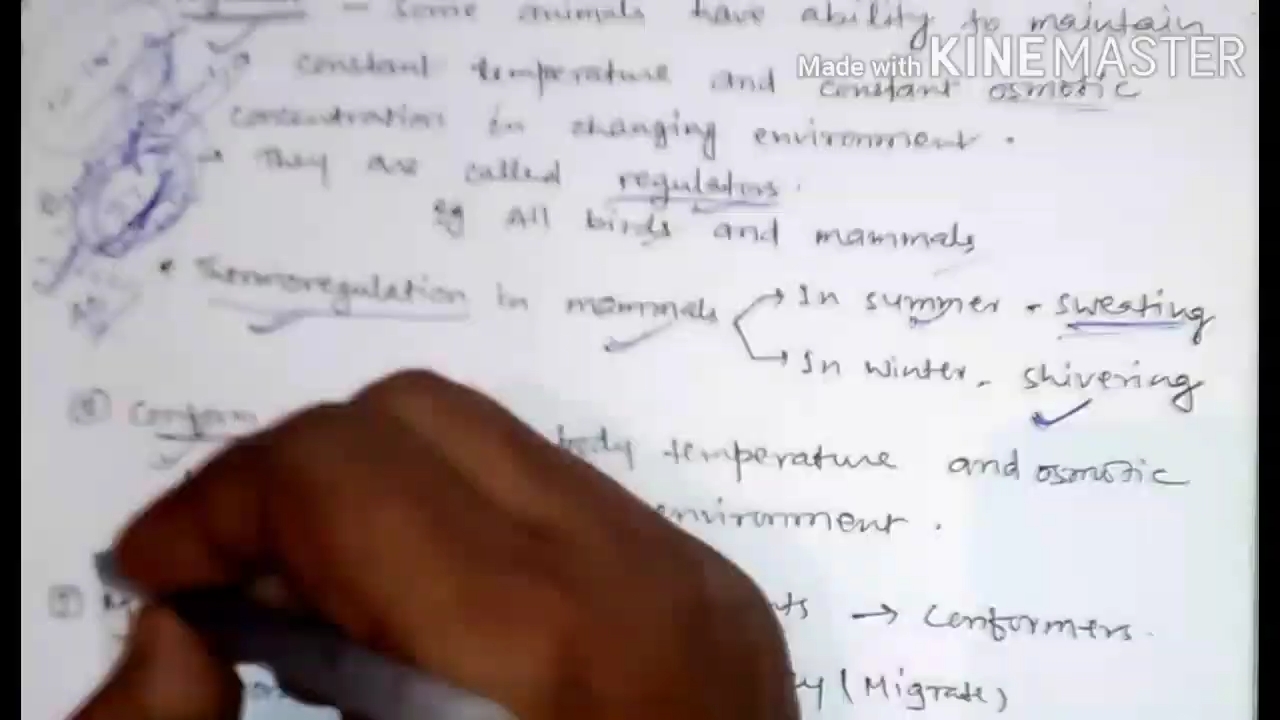 - Some animals have ability to maintain
Made with KINEMASTER
constant temperature and constant osmotic
concentration in changing environment.
→ They are called regulators.
eg All birds and mammals
• Thermoregulation in mammals → In summer - sweating
→ In winter - shivering
Conform body temperature and osmotic
environment.
→ Conformers.
(Migrate)